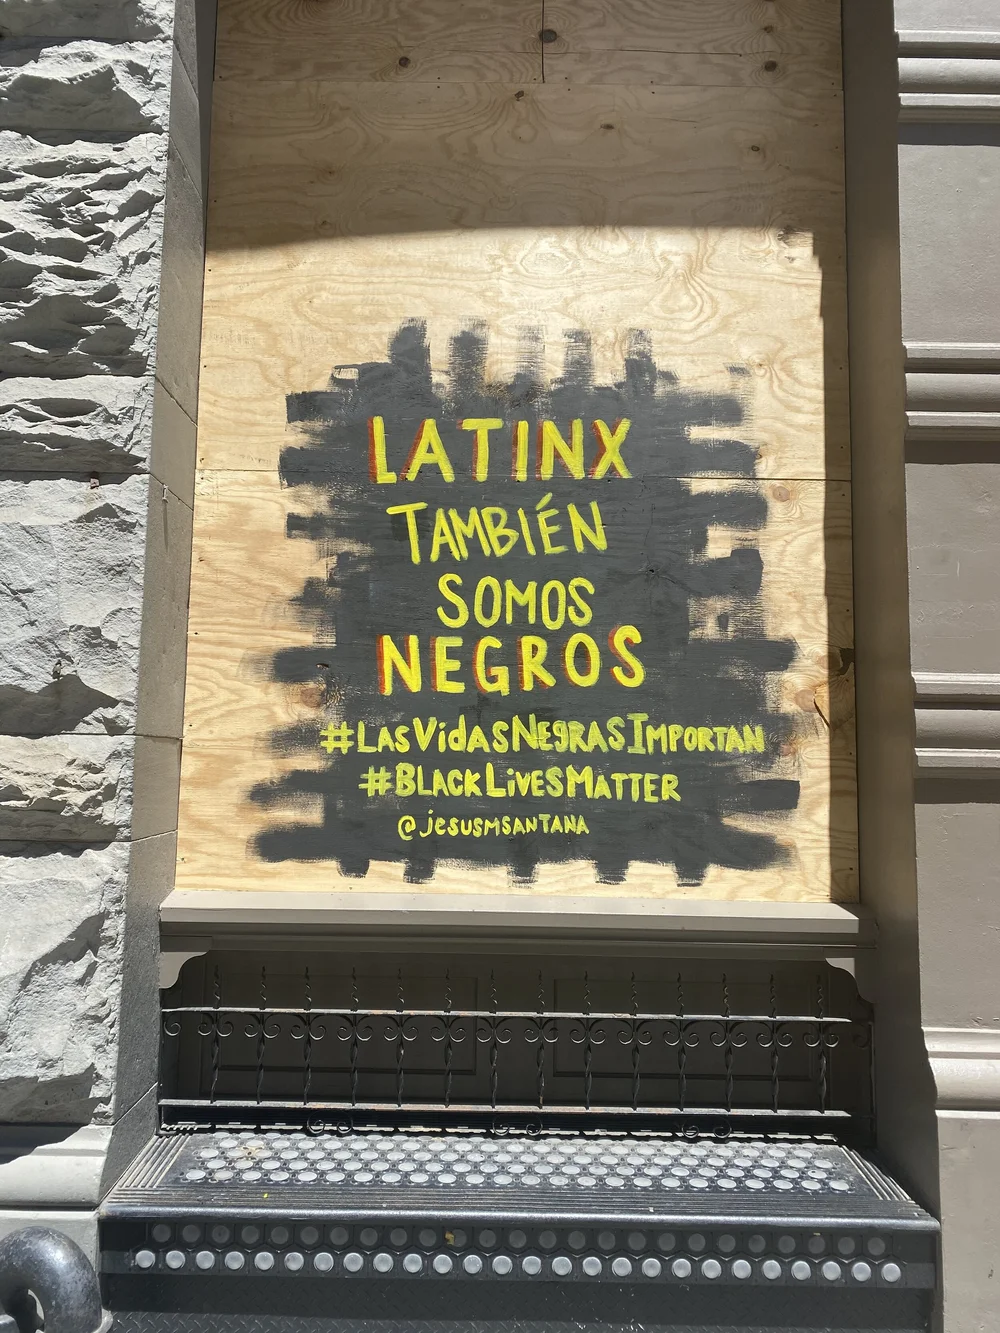 LATINX
TAMBIÉN
SOMOS
NEGROS
#LASVidASNEGRASIMPORTAN
#BLACKLiVESMATTER
@jESUSMSANTANA